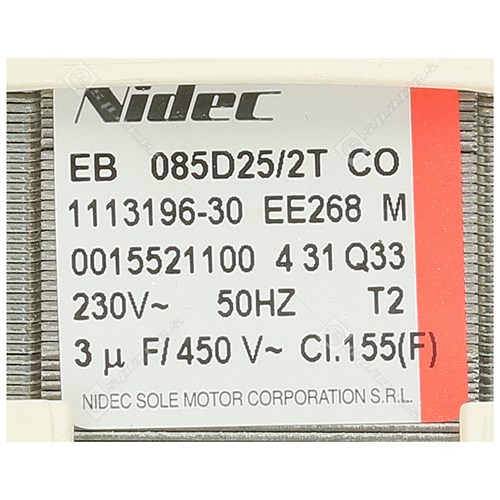 Nidec
EB 085D25/2T CO
1113196-30 EE268 M
0015521100 4 31 Q33
230V~ 50HZ T2
3 μ F/ 450 V~ Cl.155(F)
NIDEC SOLE MOTOR CORPORATION S.R.L.